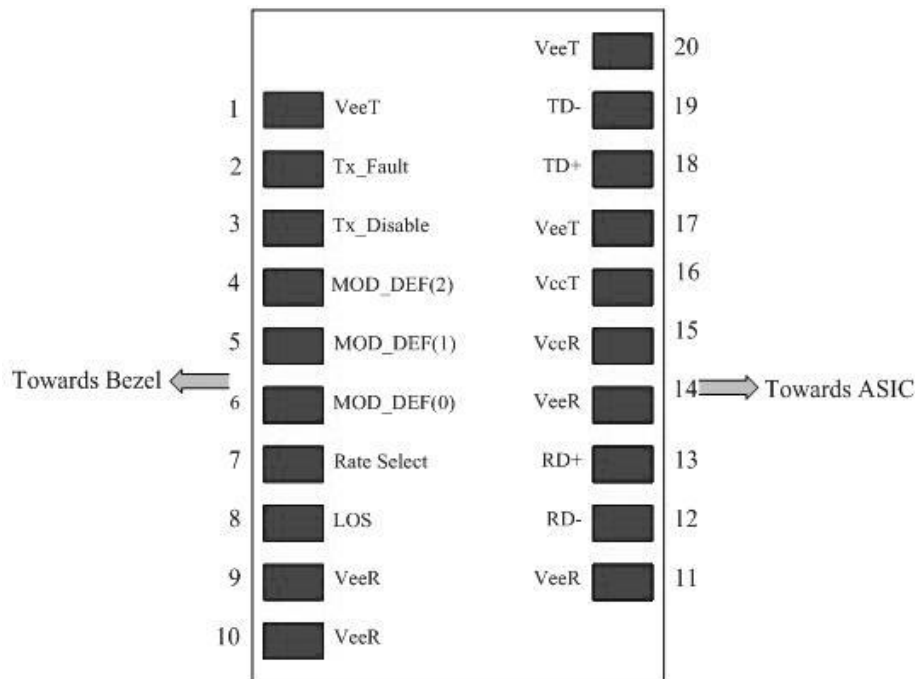 VeeT 20
1 VeeT TD- 19
2 Tx_Fault TD+ 18
3 Tx_Disable VeeT 17
4 MOD_DEF(2) VccT 16
5 MOD_DEF(1) VccR 15
Towards Bezel
6 MOD_DEF(0) VeeR 14
Towards ASIC
7 Rate Select RD+ 13
8 LOS RD- 12
9 VeeR VeeR 11
10 VeeR